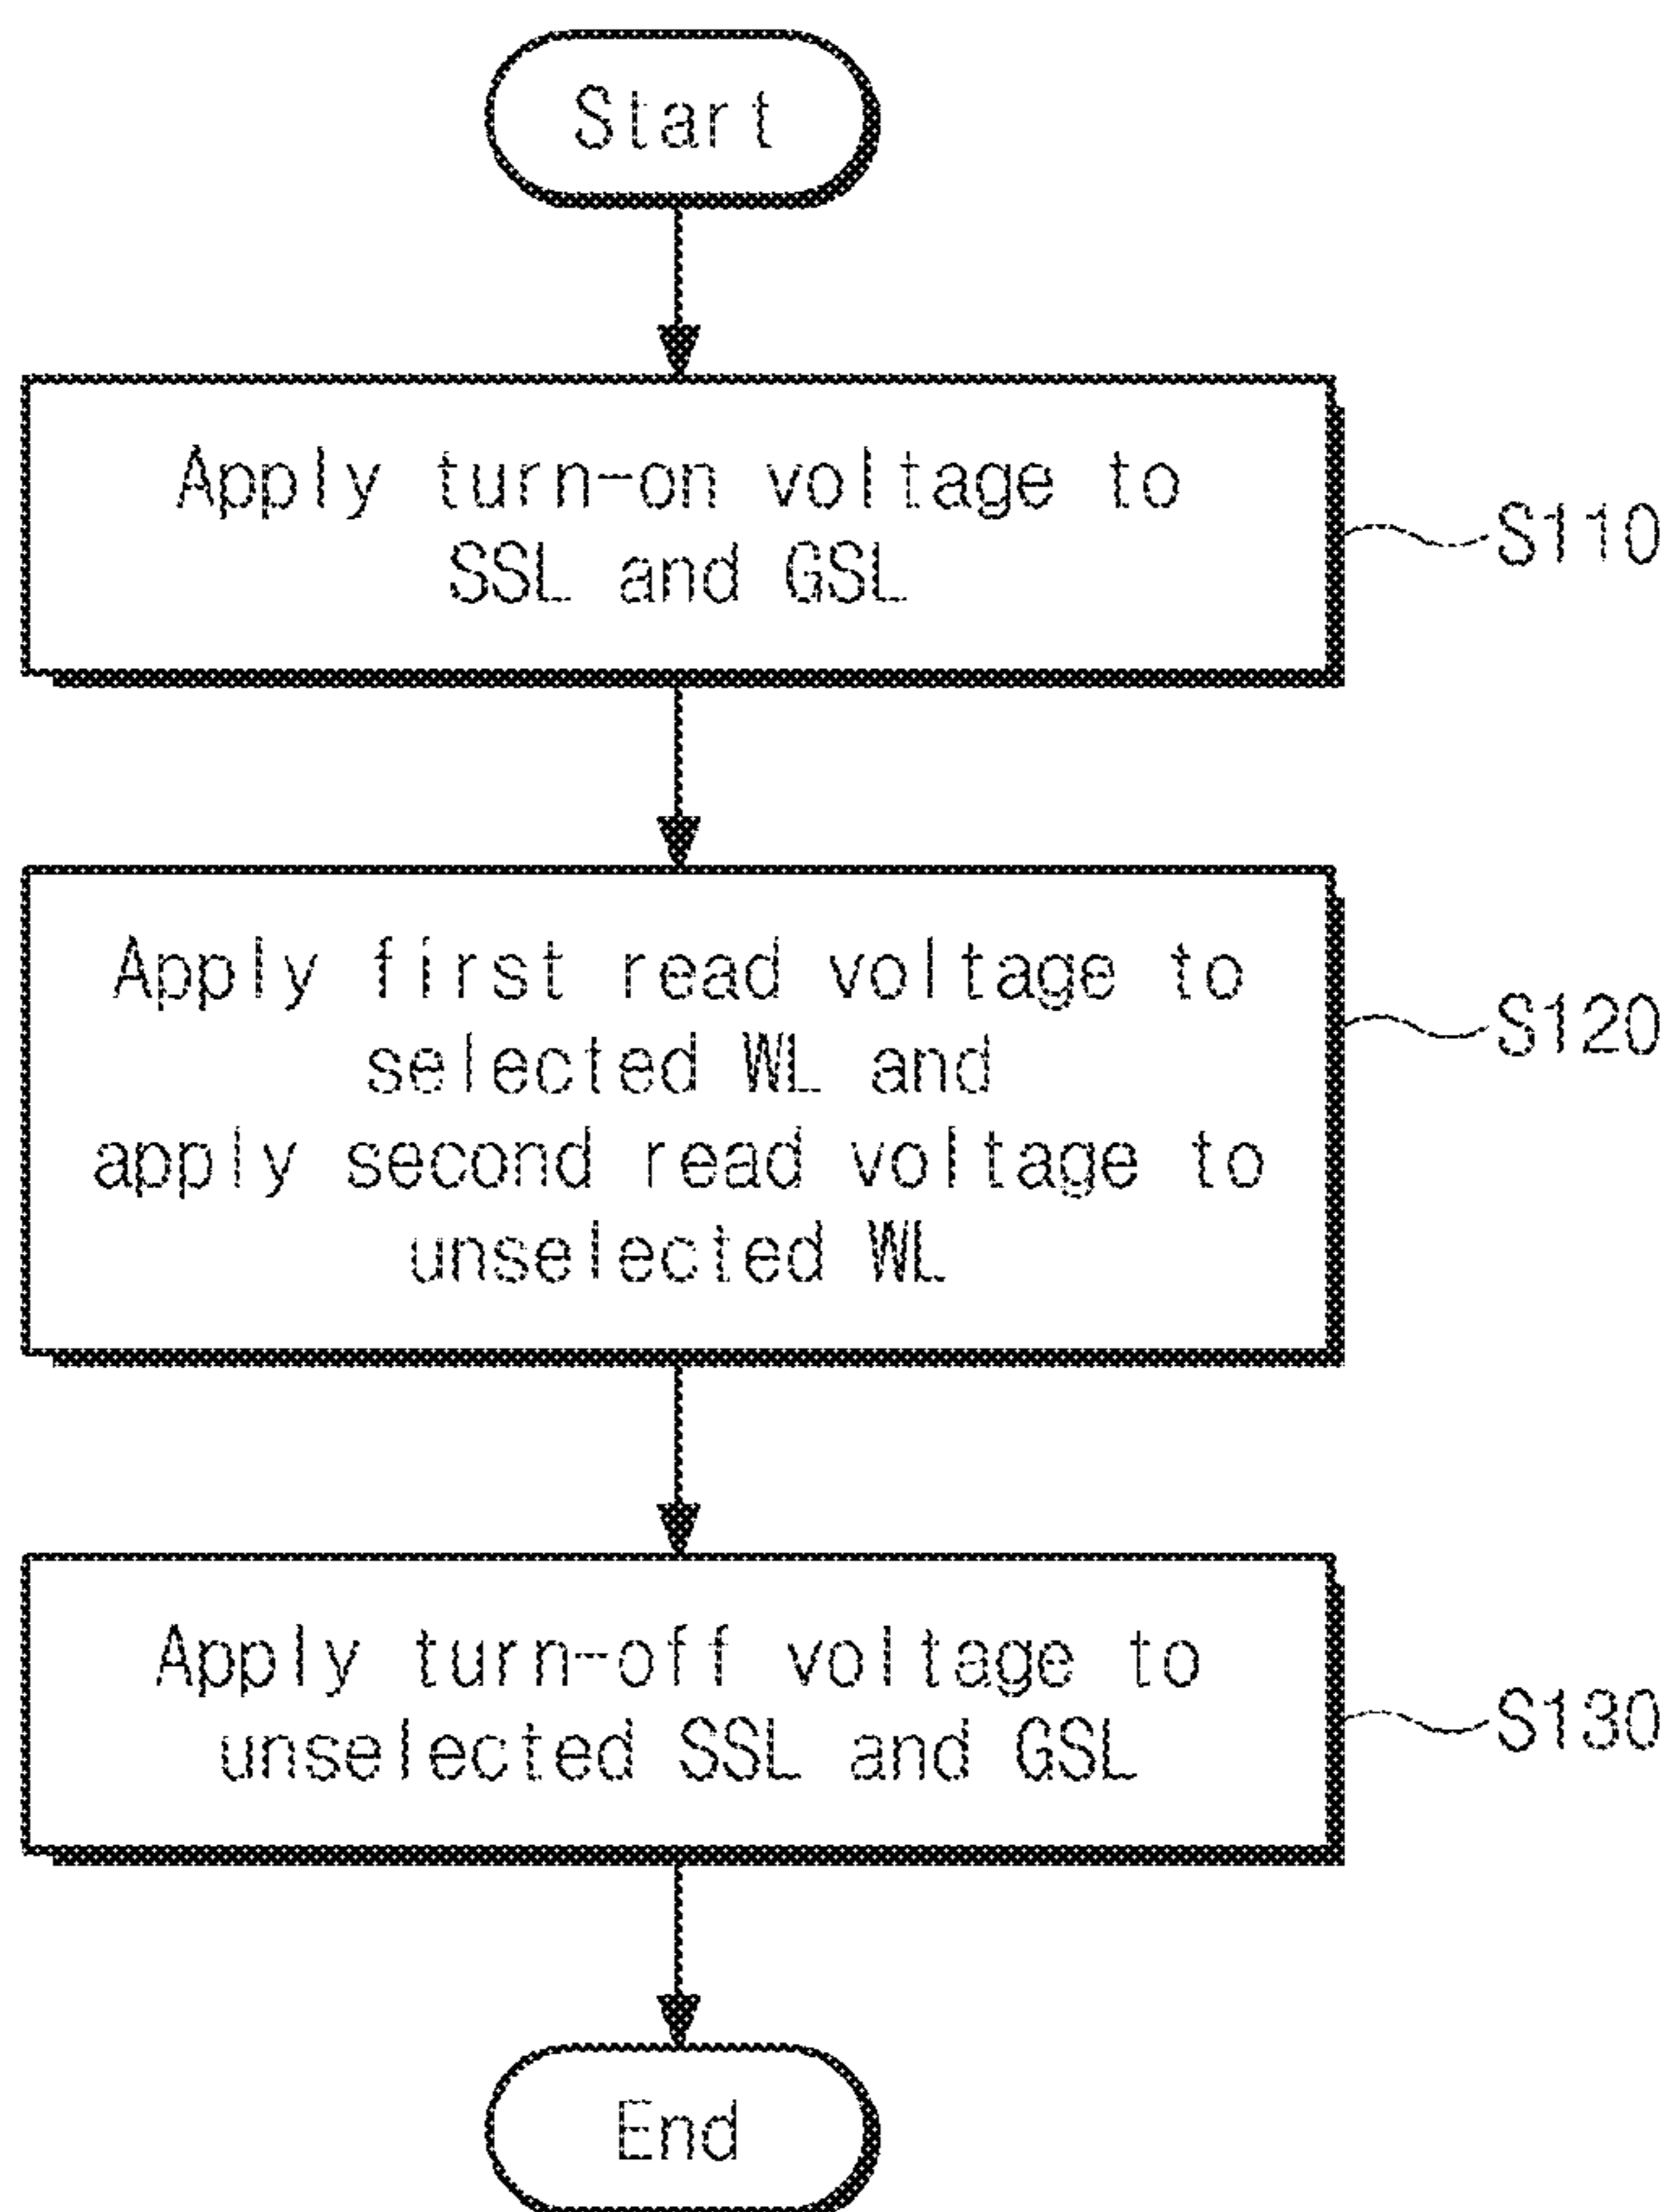 Start
Apply turn-on voltage to
SSL and GSL
S110
Apply first read voltage to
selected WL and
apply second read voltage to
unselected WL
S120
Apply turn-off voltage to
unselected SSL and GSL
S130
End